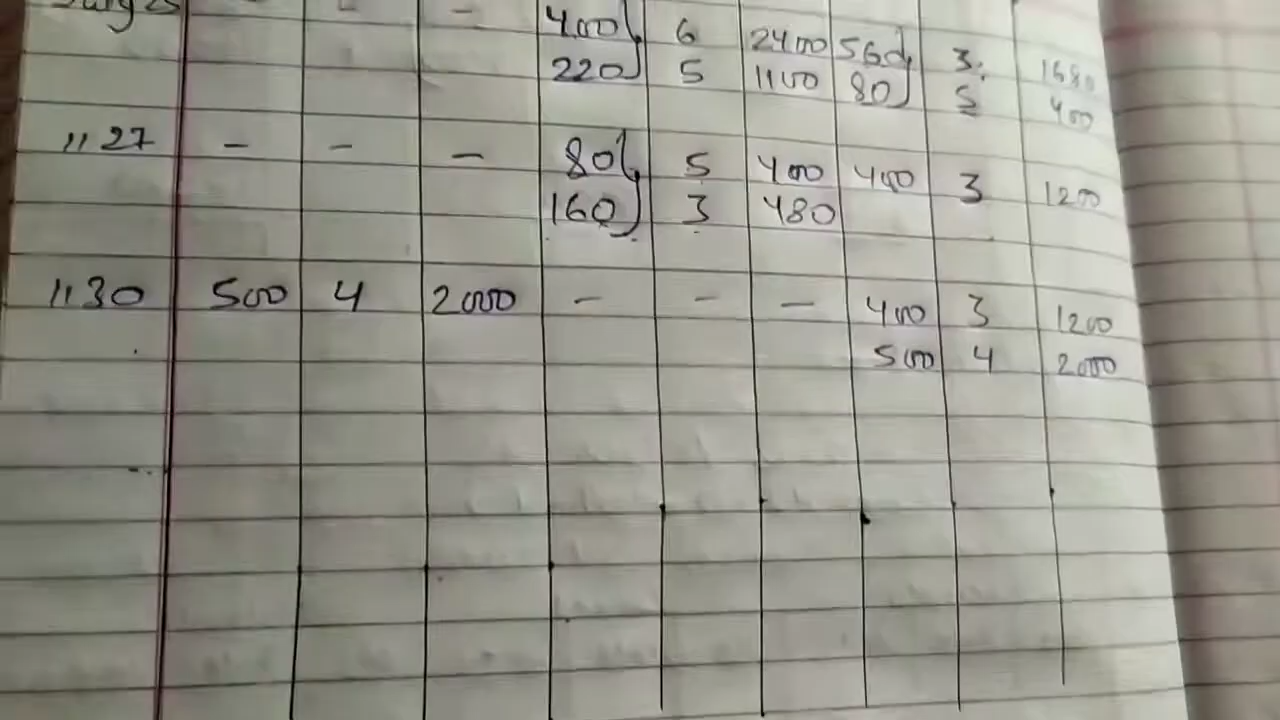 400 6 2400 560 3
220 5 1100 80 5 1680
400
1127 - - - 80 5 400 400 3 1200
160 3 480
1130 500 4 2000 - - - 400 3 1200
500 4 2000